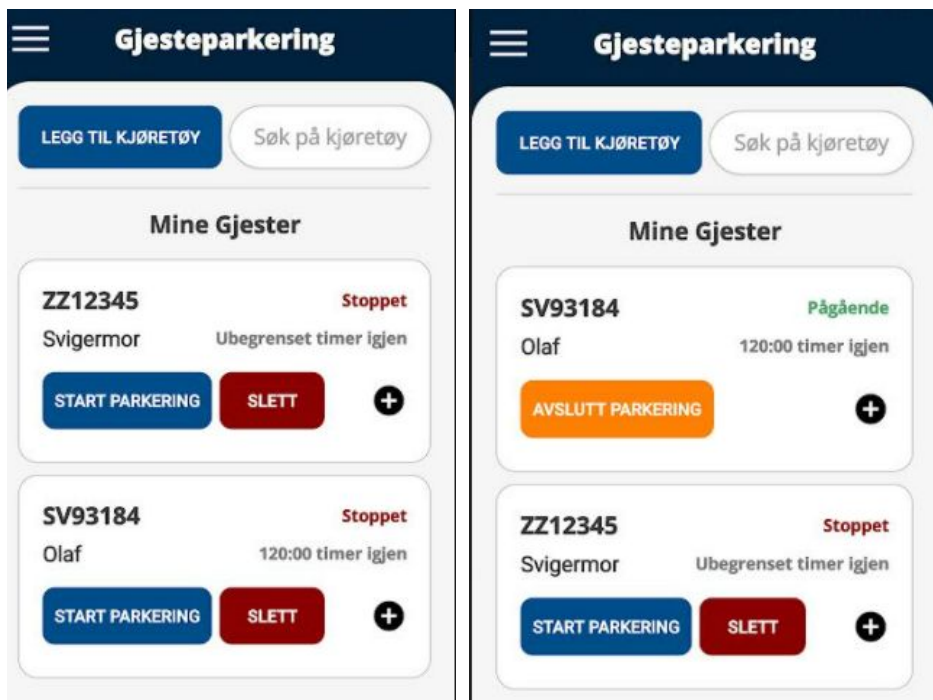 Gjesteparkering
LEGG TIL KJØRETØY
Søk på kjøretøy
Mine Gjester
ZZ12345
Stoppet
Svigermor
Ubegrenset timer igjen
START PARKERING
SLETT
SV93184
Stoppet
Olaf
120:00 timer igjen
START PARKERING
SLETT
Gjesteparkering
LEGG TIL KJØRETØY
Søk på kjøretøy
Mine Gjester
SV93184
Pågående
Olaf
120:00 timer igjen
AVSLUTT PARKERING
ZZ12345
Stoppet
Svigermor
Ubegrenset timer igjen
START PARKERING
SLETT